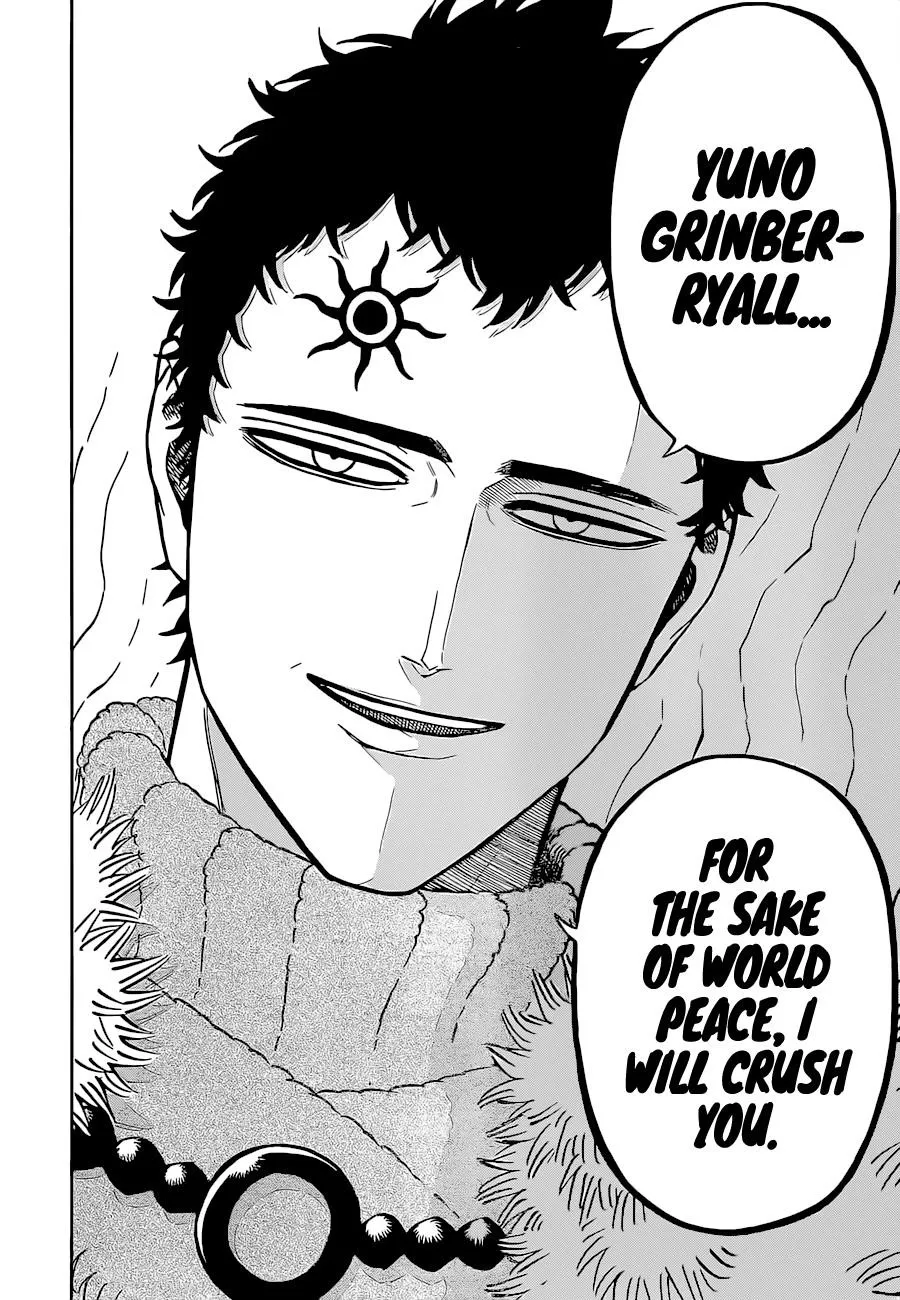 YUNO
GRINBER-
RYALL...
FOR
THE SAKE
OF WORLD
PEACE, I
WILL CRUSH
YOU.